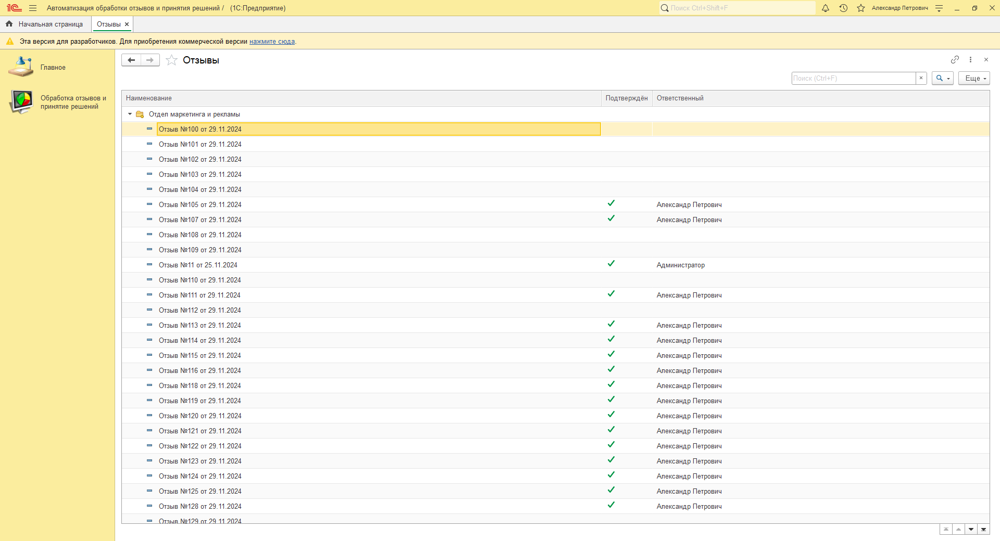 1С Автоматизация обработки отзывов и принятия решений / (1С:Предприятие) Поиск Ctrl+Shift+F Александр Петрович
Начальная страница Отзывы
Эта версия для разработчиков. Для приобретения коммерческой версии нажмите сюда.
Главное
Обработка отзывов и
принятие решений
Отзывы
Поиск (Ctrl+F) Еще
Наименование Подтверждён Ответственный
Отдел маркетинга и рекламы
Отзыв №100 от 29.11.2024
Отзыв №101 от 29.11.2024
Отзыв №102 от 29.11.2024
Отзыв №103 от 29.11.2024
Отзыв №104 от 29.11.2024
Отзыв №105 от 29.11.2024 Александр Петрович
Отзыв №107 от 29.11.2024 Александр Петрович
Отзыв №108 от 29.11.2024
Отзыв №109 от 29.11.2024
Отзыв №11 от 25.11.2024 Администратор
Отзыв №110 от 29.11.2024
Отзыв №111 от 29.11.2024 Александр Петрович
Отзыв №112 от 29.11.2024
Отзыв №113 от 29.11.2024 Александр Петрович
Отзыв №114 от 29.11.2024 Александр Петрович
Отзыв №115 от 29.11.2024 Александр Петрович
Отзыв №116 от 29.11.2024 Александр Петрович
Отзыв №118 от 29.11.2024 Александр Петрович
Отзыв №119 от 29.11.2024 Александр Петрович
Отзыв №120 от 29.11.2024 Александр Петрович
Отзыв №121 от 29.11.2024 Александр Петрович
Отзыв №122 от 29.11.2024 Александр Петрович
Отзыв №123 от 29.11.2024 Александр Петрович
Отзыв №124 от 29.11.2024 Александр Петрович
Отзыв №125 от 29.11.2024 Александр Петрович
Отзыв №128 от 29.11.2024 Александр Петрович
Отзыв №129 от 29.11.2024